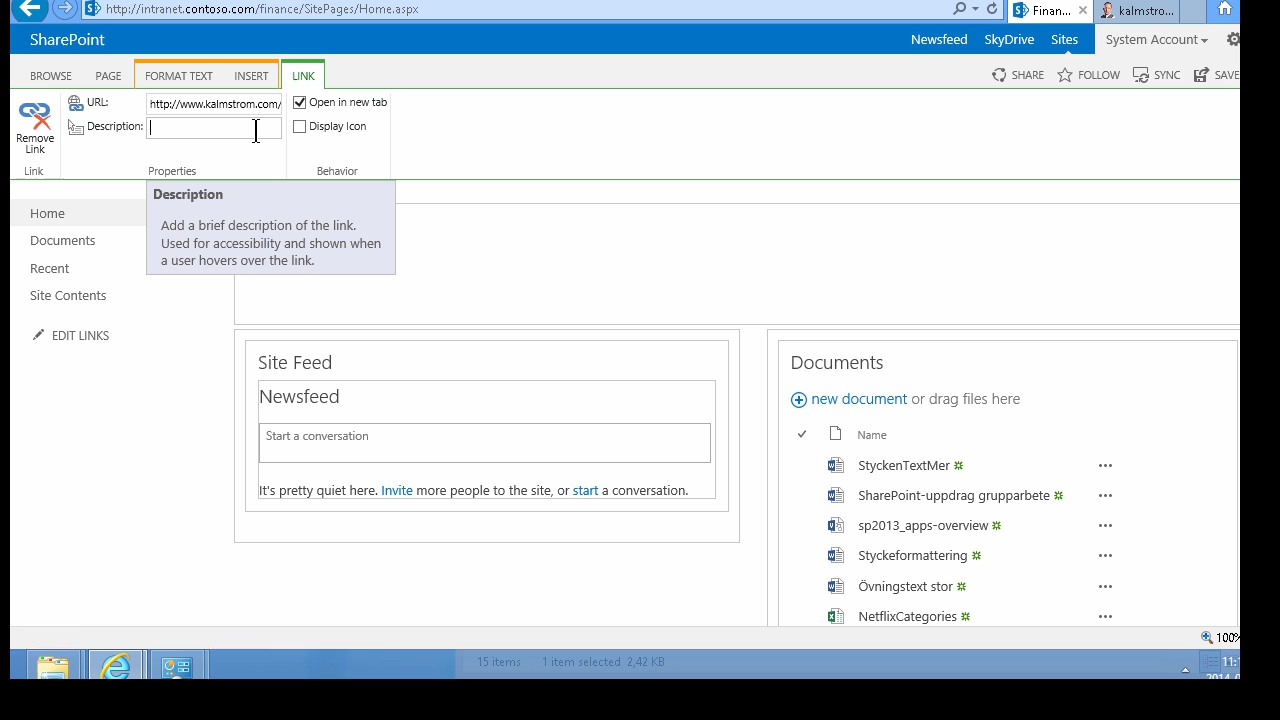 http://intranet.contoso.com/finance/SitePages/Home.aspx
Finan...
kalmstro...
SharePoint
Newsfeed SkyDrive Sites System Account
BROWSE PAGE FORMAT TEXT INSERT LINK
SHARE FOLLOW SYNC SAVE
Remove
Link
Link
URL: http://www.kalmstrom.com/
Description:
Properties
Open in new tab
Display Icon
Behavior
Description
Add a brief description of the link.
Used for accessibility and shown when
a user hovers over the link.
Home
Documents
Recent
Site Contents
EDIT LINKS
Site Feed
Newsfeed
Start a conversation
It's pretty quiet here. Invite more people to the site, or start a conversation.
Documents
new document or drag files here
Name
StyckenTextMer
SharePoint-uppdrag grupparbete
sp2013_apps-overview
Styckeformattering
Övningstext stor
NetflixCategories
100%
15 items 1 item selected 2,42 KB